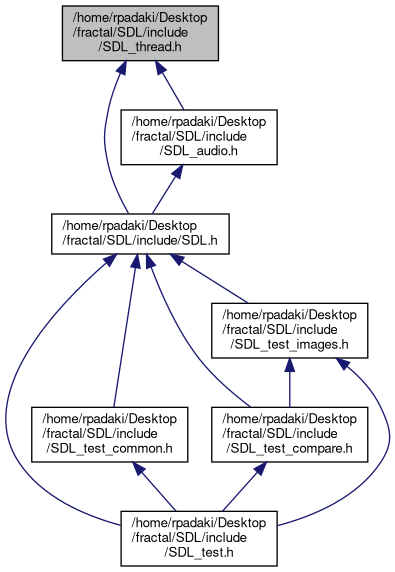 /home/rpadaki/Desktop
/fractal/SDL/include
/SDL_thread.h
/home/rpadaki/Desktop
/fractal/SDL/include
/SDL_audio.h
/home/rpadaki/Desktop
/fractal/SDL/include/SDL.h
/home/rpadaki/Desktop
/fractal/SDL/include
/SDL_test_images.h
/home/rpadaki/Desktop
/fractal/SDL/include
/SDL_test_common.h
/home/rpadaki/Desktop
/fractal/SDL/include
/SDL_test_compare.h
/home/rpadaki/Desktop
/fractal/SDL/include
/SDL_test.h